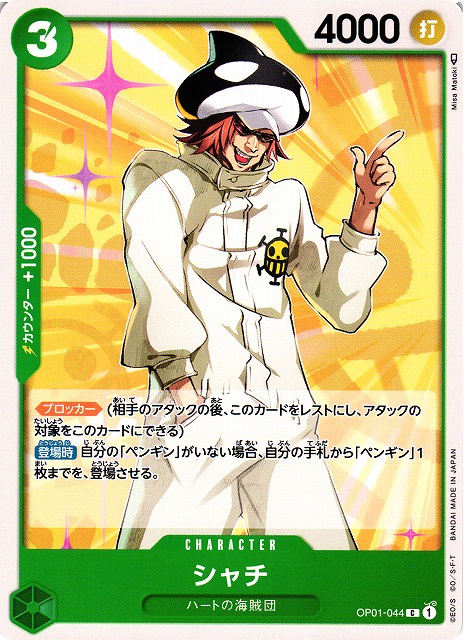 3
4000
打
Misa Matoki
カウンター +1000
ブロッカー (相手のアタックの後、このカードをレストにし、アタックの
対象をこのカードにできる)
登場時 自分の「ペンギン」がいない場合、自分の手札から「ペンギン」1
枚までを、登場させる。
CHARACTER
シャチ
ハートの海賊団
OP01-044 C 1
©EO/S ©O/S・F・T BANDAI MADE IN JAPAN